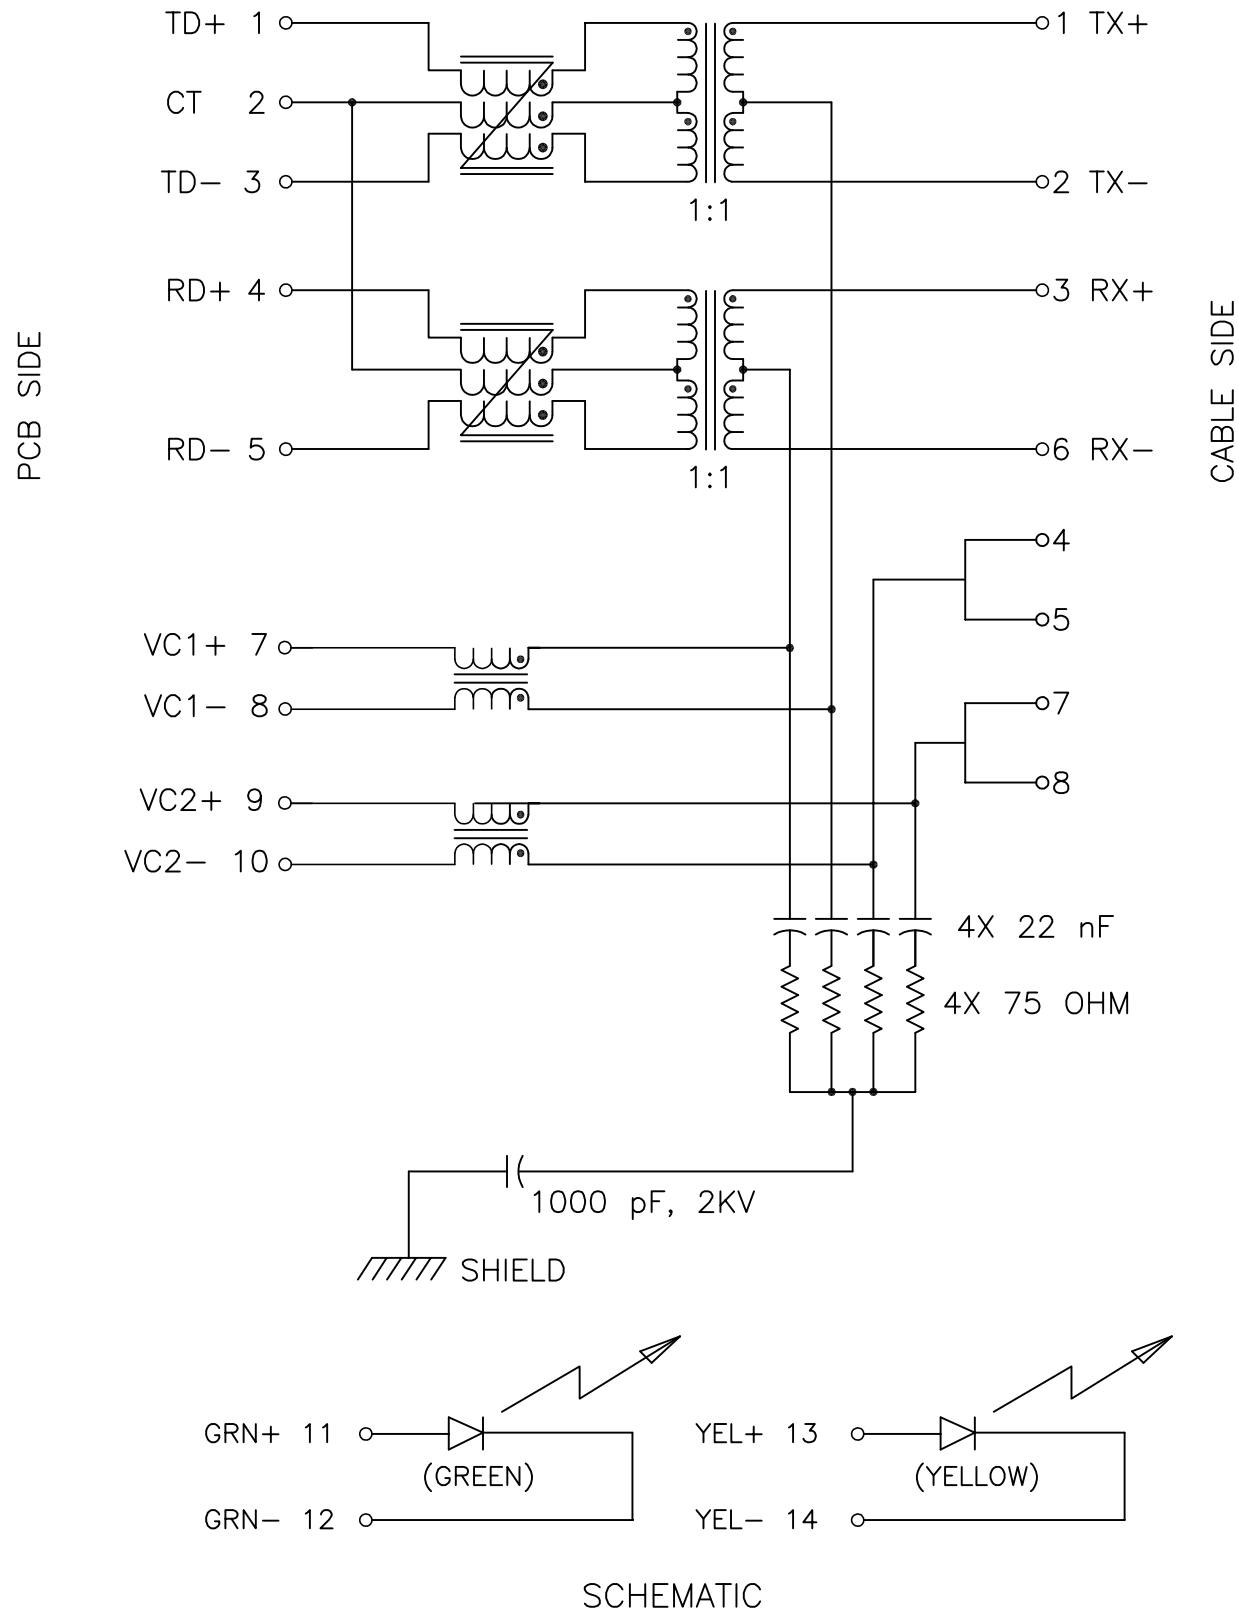 TD+ 1
1 TX+
CT 2
TD− 3
2 TX−
1:1
RD+ 4
3 RX+
PCB SIDE
CABLE SIDE
RD− 5
6 RX−
1:1
4
5
VC1+ 7
VC1− 8
7
8
VC2+ 9
VC2− 10
4X 22 nF
4X 75 OHM
1000 pF, 2KV
SHIELD
GRN+ 11
YEL+ 13
(GREEN)
(YELLOW)
GRN− 12
YEL− 14
SCHEMATIC